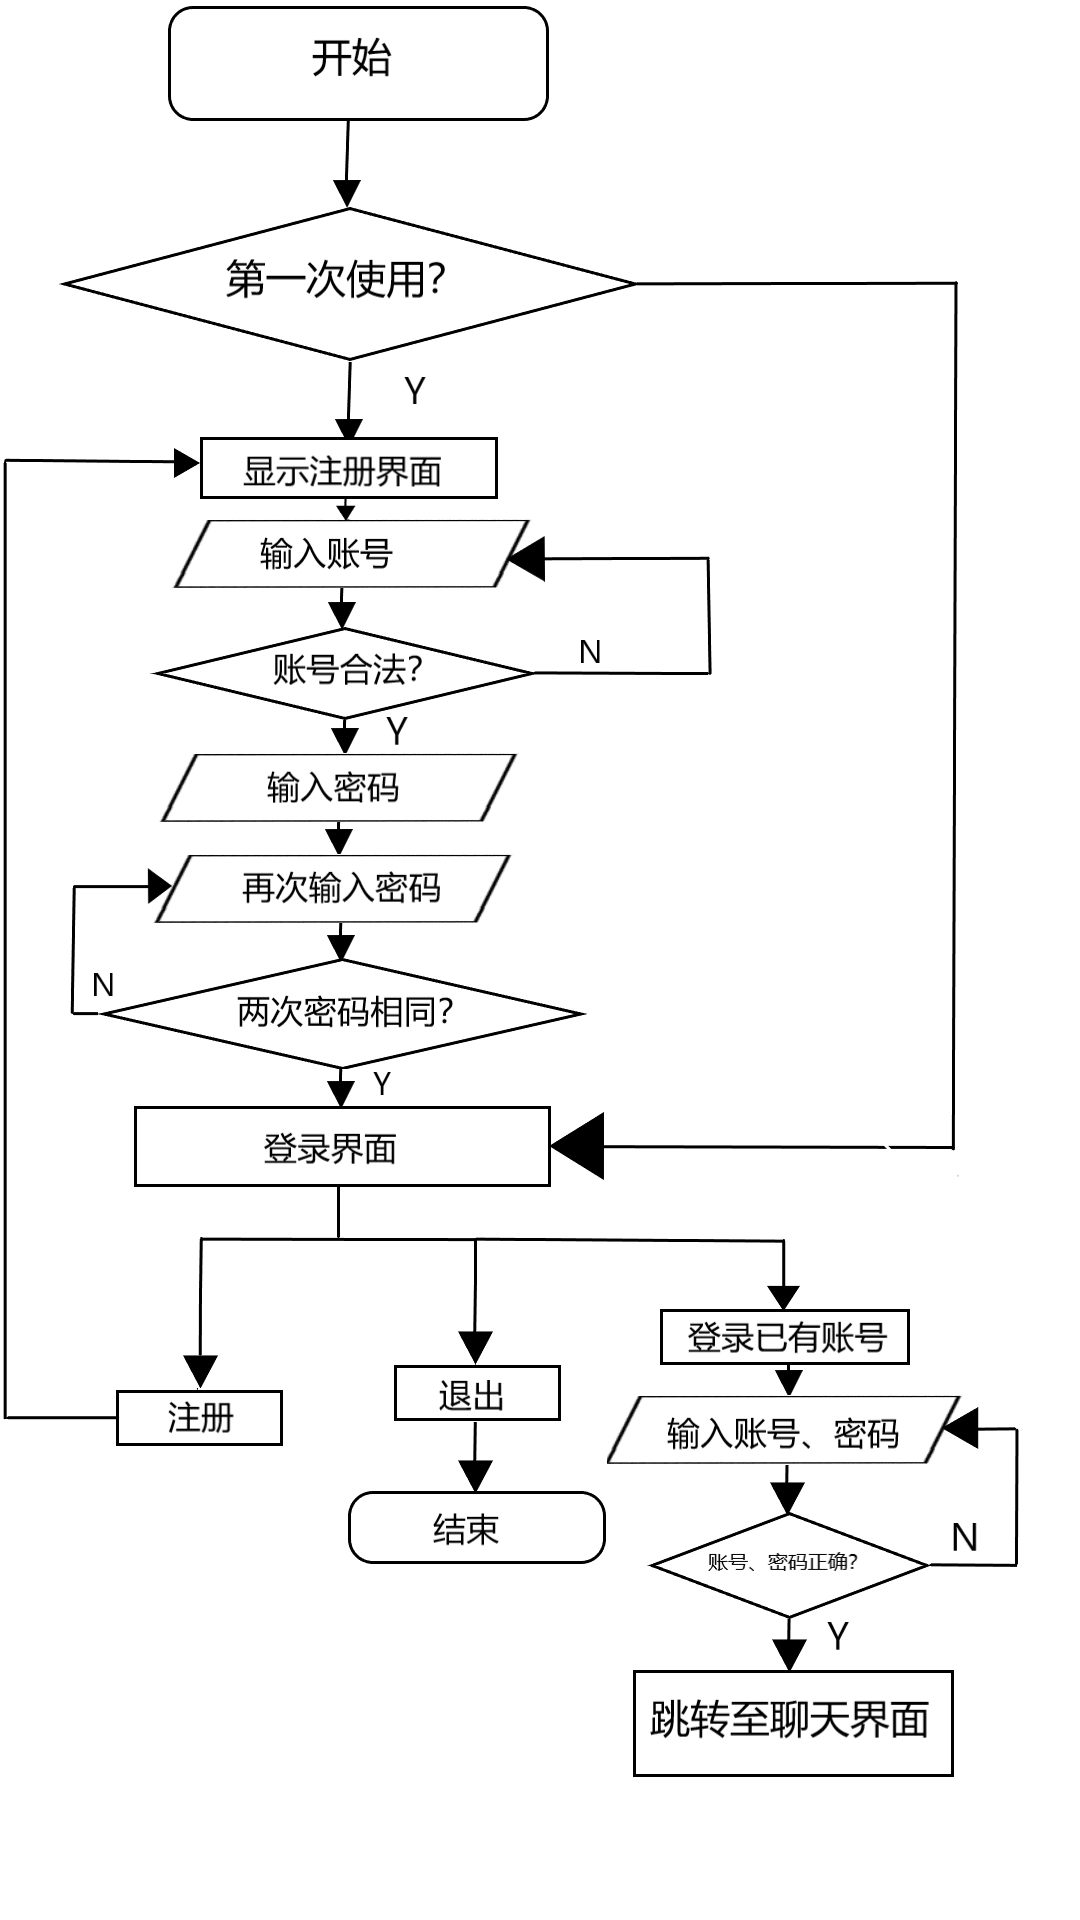 开始
第一次使用?
Y
显示注册界面
输入账号
N
账号合法?
Y
输入密码
再次输入密码
N
两次密码相同?
Y
登录界面
登录已有账号
退出
注册
输入账号、密码
结束
N
账号、密码正确?
Y
跳转至聊天界面